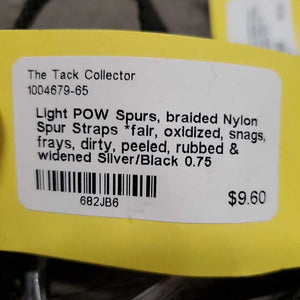 The Tack Collector
1004679-65
Light POW Spurs, braided Nylon
Spur Straps *fair, oxidized, snags,
frays, dirty, peeled, rubbed &
widened Silver/Black 0.75
682JB6
$9.60